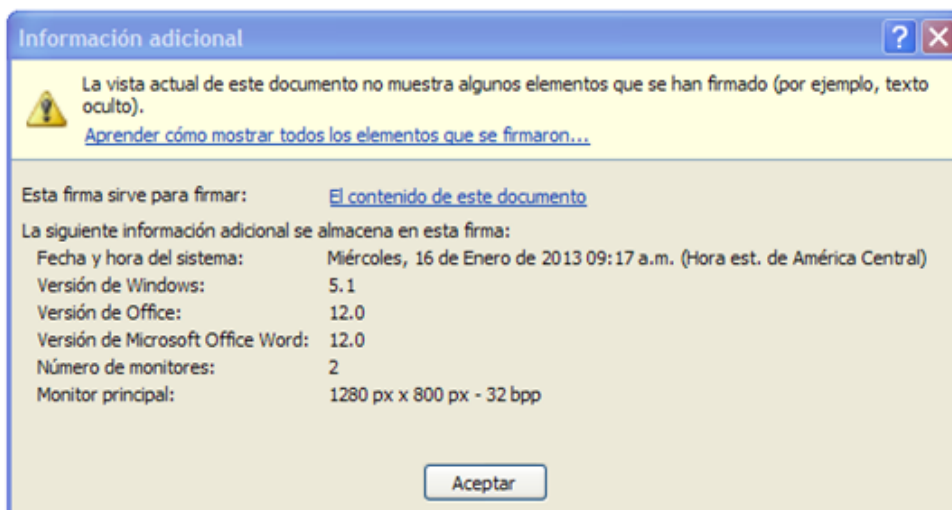 Información adicional
La vista actual de este documento no muestra algunos elementos que se han firmado (por ejemplo, texto
oculto).
Aprender cómo mostrar todos los elementos que se firmaron...
Esta firma sirve para firmar: El contenido de este documento
La siguiente información adicional se almacena en esta firma:
Fecha y hora del sistema: Miércoles, 16 de Enero de 2013 09:17 a.m. (Hora est. de América Central)
Versión de Windows: 5.1
Versión de Office: 12.0
Versión de Microsoft Office Word: 12.0
Número de monitores: 2
Monitor principal: 1280 px x 800 px - 32 bpp
Aceptar